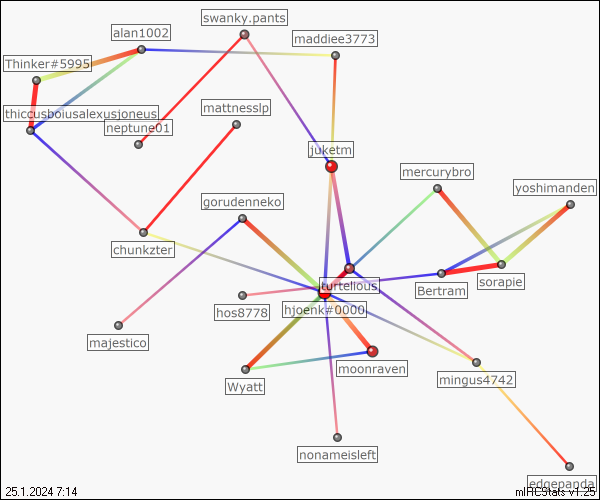 swanky.pants
alan1002
maddiee3773
Thinker#5995
mattnesslp
thiccusboiusalexusjoneus
neptune01
juketm
mercurybro
yoshimanden
gorudenneko
chunkzter
turtelious
Bertram
sorapie
hos8778
hjoenk#0000
majestico
moonraven
mingus4742
Wyatt
nonameisleft
edgepanda
25.1.2024 7:14
mIRCStats v1.25